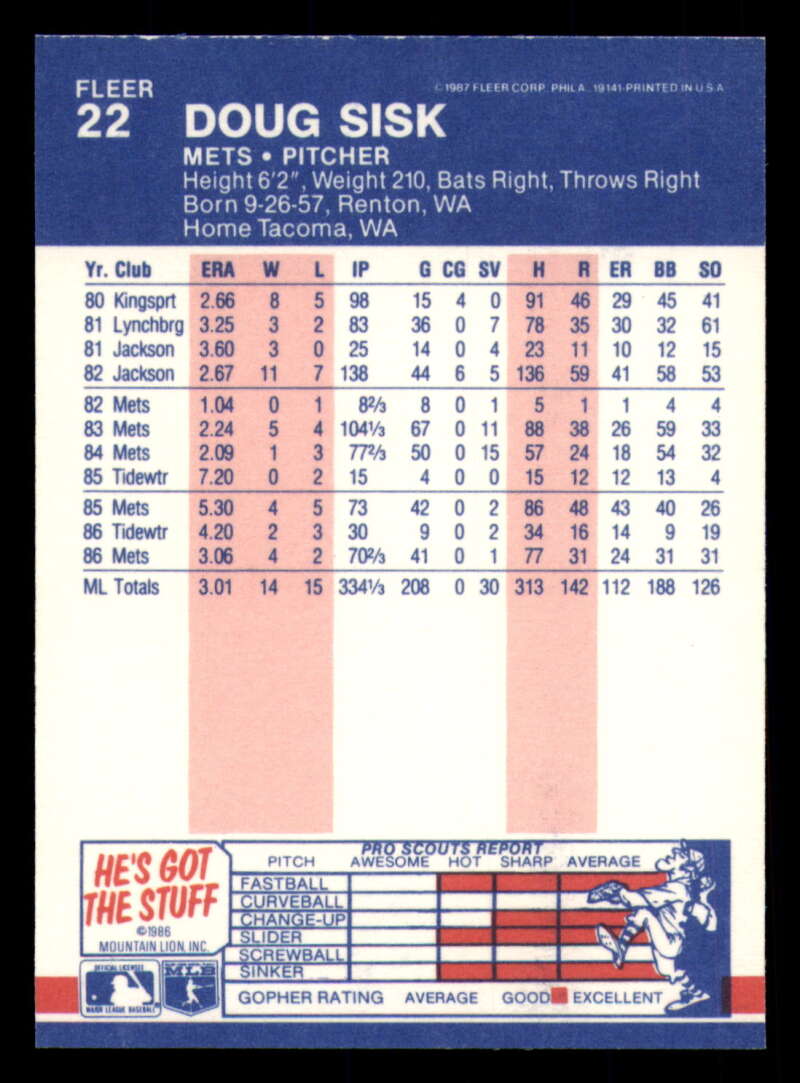 FLEER
©1987 FLEER CORP. PHILA. 19141-PRINTED IN U.S.A.
22 DOUG SISK
METS • PITCHER
Height 6'2", Weight 210, Bats Right, Throws Right
Born 9-26-57, Renton, WA
Home Tacoma, WA
Yr. Club ERA W L IP G CG SV H R ER BB SO
80 Kingsprt 2.66 8 5 98 15 4 0 91 46 29 45 41
81 Lynchbrg 3.25 3 2 83 36 0 7 78 35 30 32 61
81 Jackson 3.60 3 0 25 14 0 4 23 11 10 12 15
82 Jackson 2.67 11 7 138 44 6 5 136 59 41 58 53
82 Mets 1.04 0 1 8⅔ 8 0 1 5 1 1 4 4
83 Mets 2.24 5 4 104⅓ 67 0 11 88 38 26 59 33
84 Mets 2.09 1 3 77⅔ 50 0 15 57 24 18 54 32
85 Tidewtr 7.20 0 2 15 4 0 0 15 12 12 13 4
85 Mets 5.30 4 5 73 42 0 2 86 48 43 40 26
86 Tidewtr 4.20 2 3 30 9 0 2 34 16 14 9 19
86 Mets 3.06 4 2 70⅔ 41 0 1 77 31 24 31 31
ML Totals 3.01 14 15 334⅓ 208 0 30 313 142 112 188 126
HE'S GOT
THE STUFF
©1986
MOUNTAIN LION, INC.
OFFICIAL LICENSEE
MAJOR LEAGUE BASEBALL
MLB
PRO SCOUTS REPORT
PITCH AWESOME HOT SHARP AVERAGE
FASTBALL
CURVEBALL
CHANGE-UP
SLIDER
SCREWBALL
SINKER
GOPHER RATING AVERAGE GOOD EXCELLENT